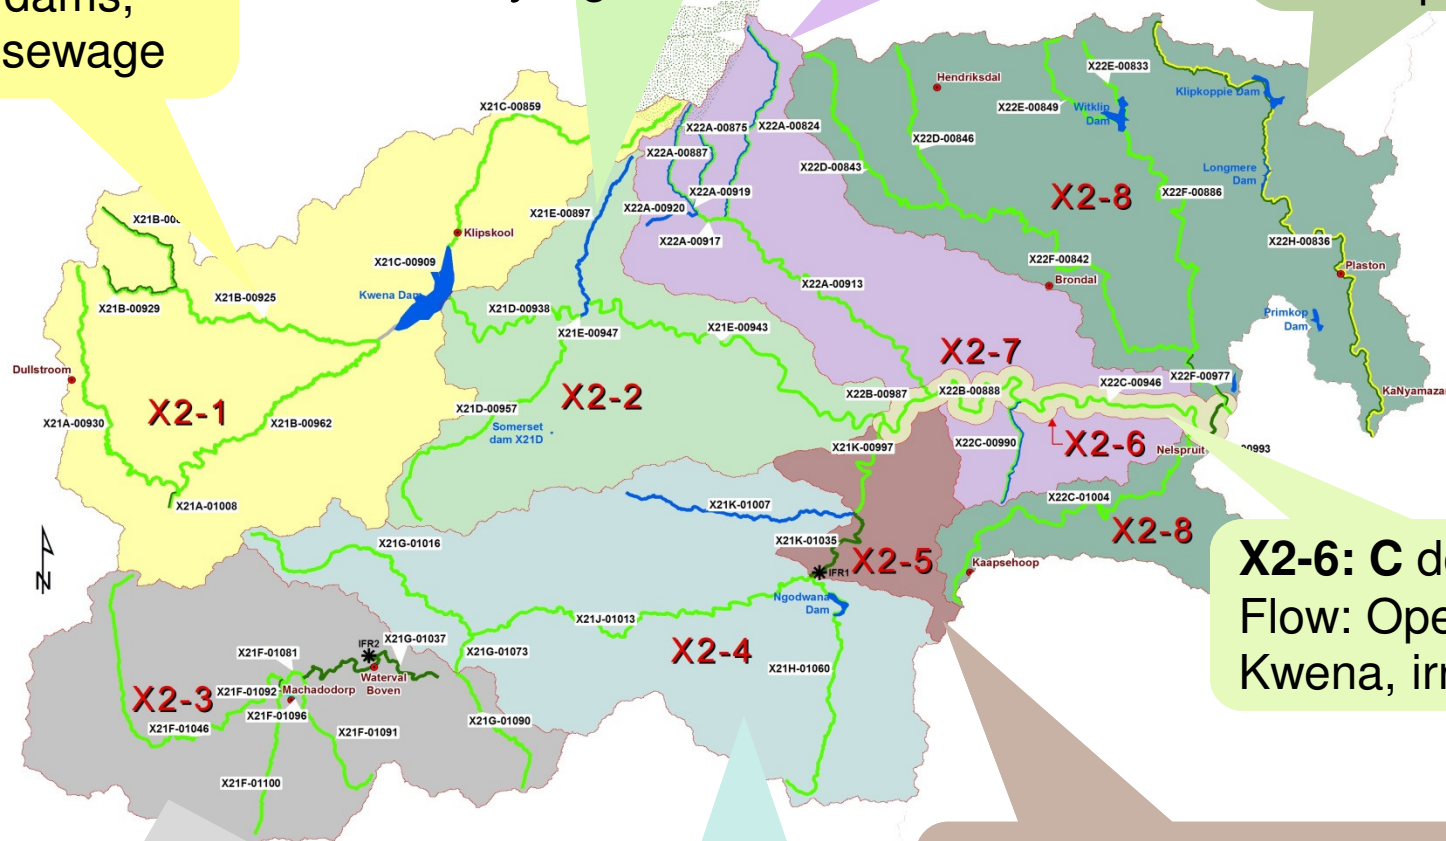 dams,
sewage
X21C-00859
X22A-00875
X22A-00824
X22A-00887
X22D-00843
X22D-00846
Hendriksdal
X22E-00833
X22E-00849
Witklip
Dam
Klipkoppie Dam
Longmere
Dam
X2-8
X22F-00886
X22H-00836
Plaston
X22A-00919
X22A-00920
X22A-00917
X21E-00897
Klipskool
X21C-00909
Kwena Dam
X21B-00925
X21B-00929
X21D-00938
X21E-00947
X21E-00943
X22A-00913
X22F-00842
Brondal
Primkop
Dam
Dullstroom
X2-1
X2-2
X2-7
X21A-00930
X21B-00962
X21D-00957
Somerset
dam X21D
X22B-00987
X22B-00888
X22C-00946
X22F-00977
X2-6
Nelspruit
00993
X21K-00997
X22C-00990
X21A-01008
X21K-01007
X22C-01004
X2-8
N
X21G-01016
X21K-01035
IFR1
X2-5
Kaapsehoop
Ngodwana
Dam
X2-6: C
Flow:
Kwena,
X21J-01013
X2-4
X21H-01060
X21G-01073
X21G-01037
IFR2
Waterval
Boven
X21F-01081
X21F-01092
Machadodorp
X2-3
X21F-01096
X21F-01046
X21F-01091
X21G-01090
X21F-01100